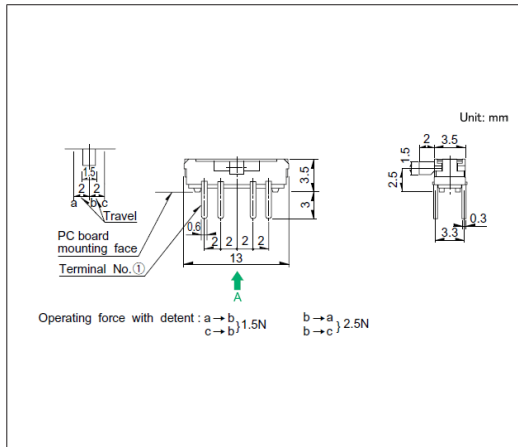 Unit: mm
2 3.5
1.5
2.5
3.3
0.3
1.5
2 2
a b c
Travel
PC board
mounting face
Terminal No.①
0.6
2 2 2 2
13
3.5
3
A
Operating force with detent : a→b
c→b } 1.5N
b→a
b→c } 2.5N